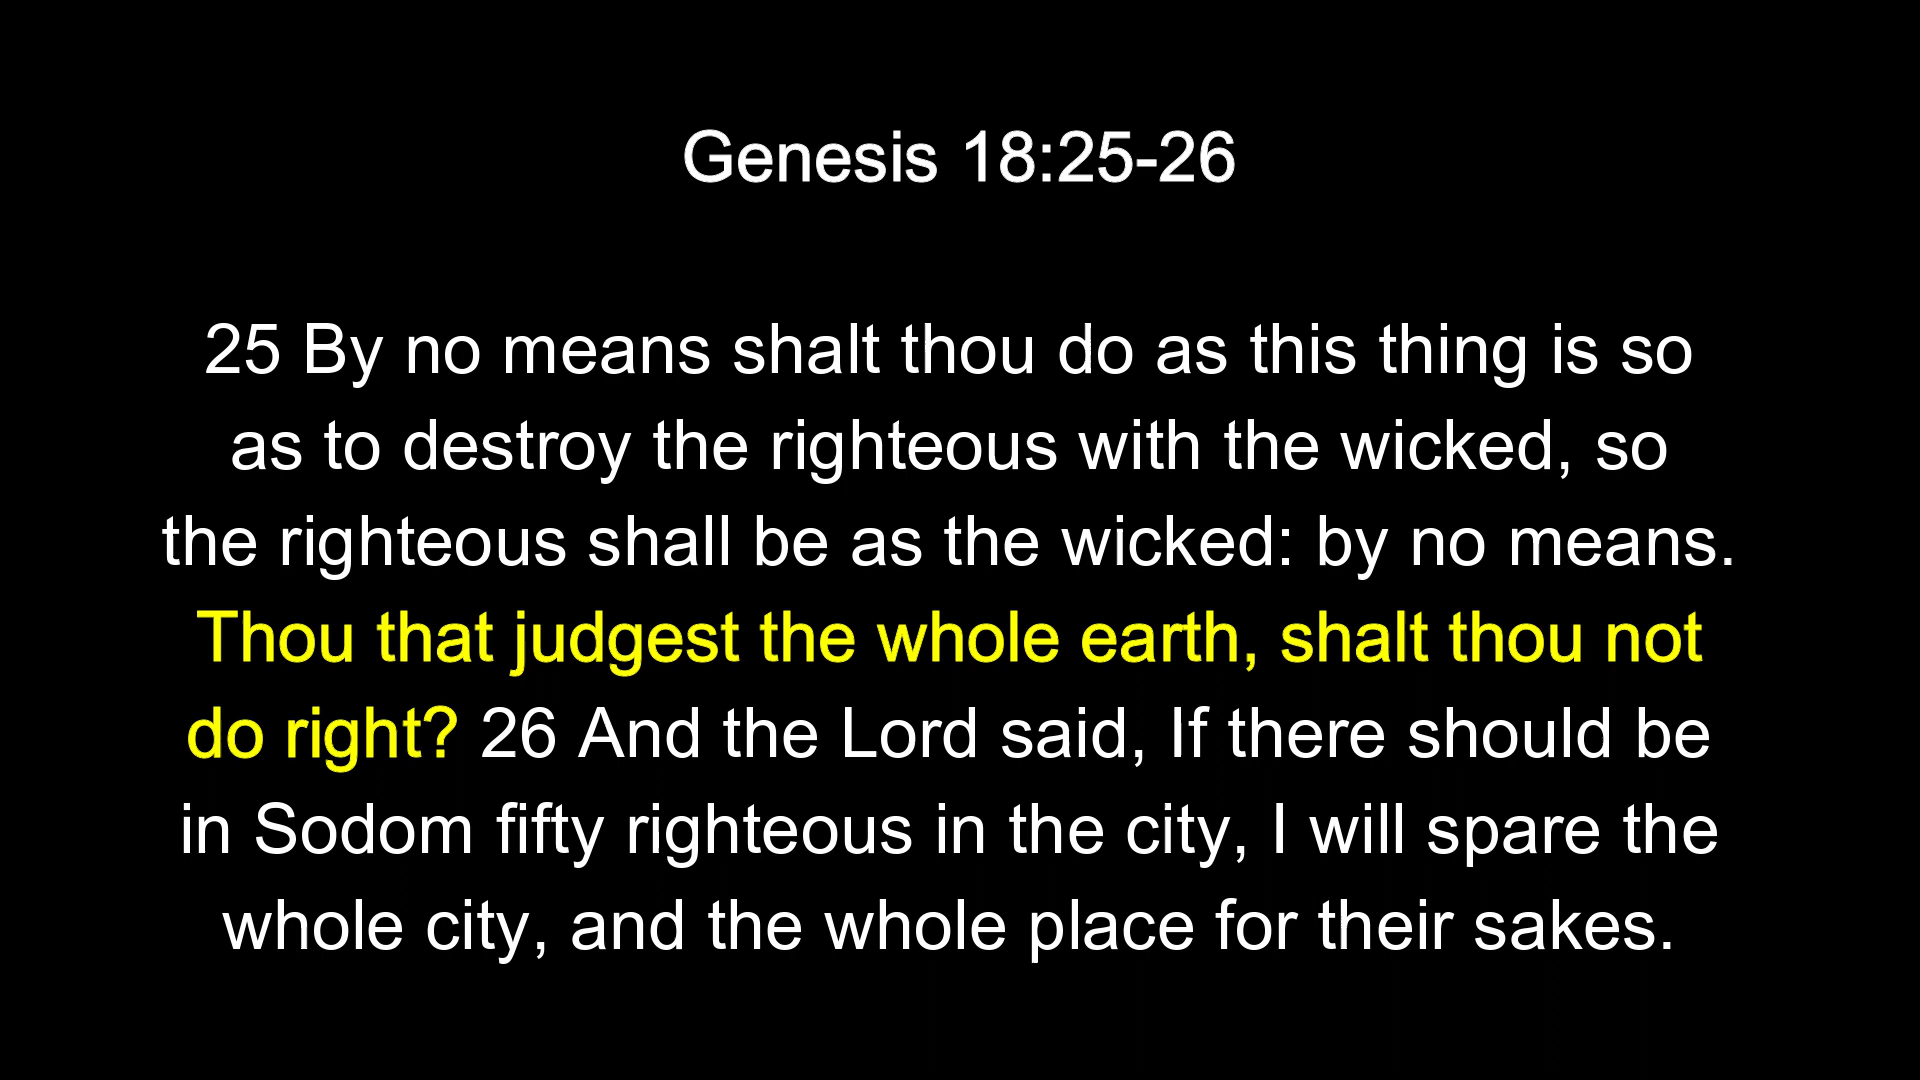 Genesis 18:25-26
25 By no means shalt thou do as this thing is so
as to destroy the righteous with the wicked, so
the righteous shall be as the wicked: by no means.
Thou that judgest the whole earth, shalt thou not
do right? 26 And the Lord said, If there should be
in Sodom fifty righteous in the city, I will spare the
whole city, and the whole place for their sakes.